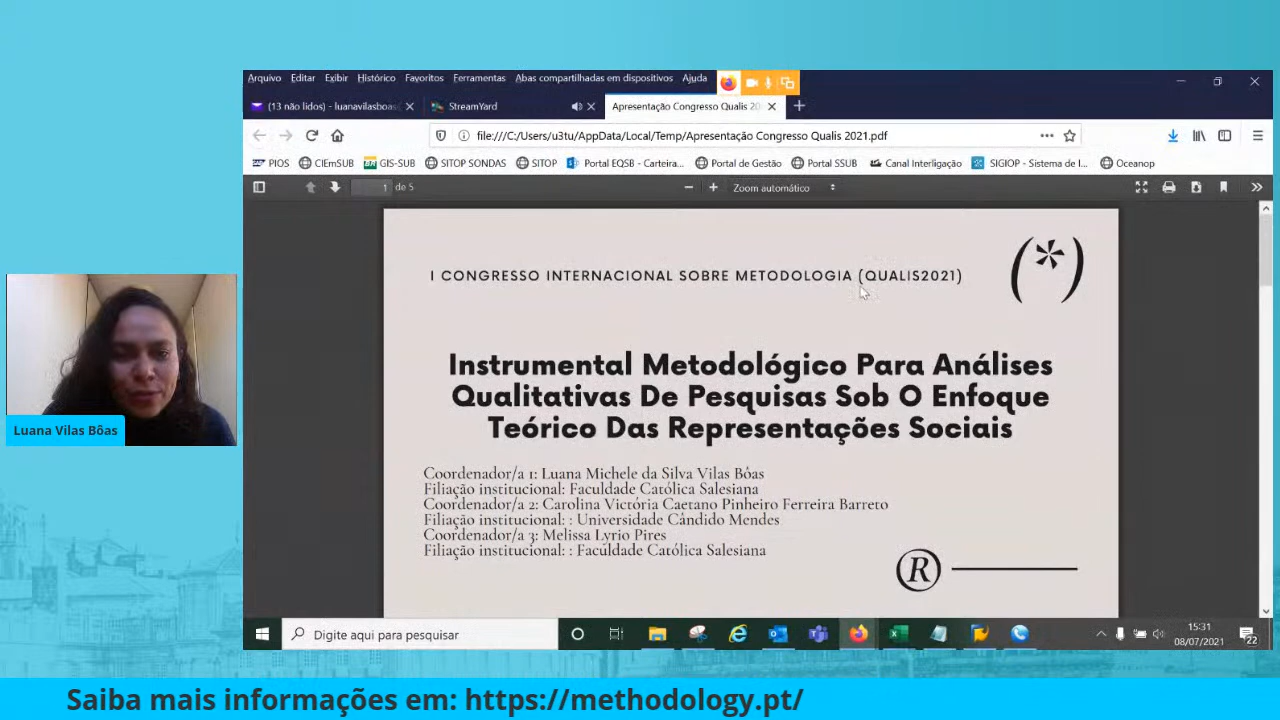 Arquivo Editar Exibir Histórico Favoritos Ferramentas Abas compartilhadas em dispositivos Ajuda
(13 não lidos) - luanavilasboas
StreamYard
Apresentação Congresso Qualis 20
file:///C:/Users/u3tu/AppData/Local/Temp/Apresentação Congresso Qualis 2021.pdf
PIOS CIEmSUB GIS-SUB SITOP SONDAS SITOP Portal EQSB - Carteira... Portal de Gestão Portal SSUB Canal Interligação SIGIOP - Sistema de I... Oceanop
1 de 5
Zoom automático
I CONGRESSO INTERNACIONAL SOBRE METODOLOGIA (QUALIS2021)
(*)
Instrumental Metodológico Para Análises
Qualitativas De Pesquisas Sob O Enfoque
Teórico Das Representações Sociais
Coordenador/a 1: Luana Michele da Silva Vilas Bôas
Filiação institucional: Faculdade Católica Salesiana
Coordenador/a 2: Carolina Victória Caetano Pinheiro Ferreira Barreto
Filiação institucional: : Universidade Cândido Mendes
Coordenador/a 3: Melissa Lyrio Pires
Filiação institucional: : Faculdade Católica Salesiana
®
Luana Vilas Bôas
Digite aqui para pesquisar
15:31
08/07/2021
22
Saiba mais informações em: https://methodology.pt/